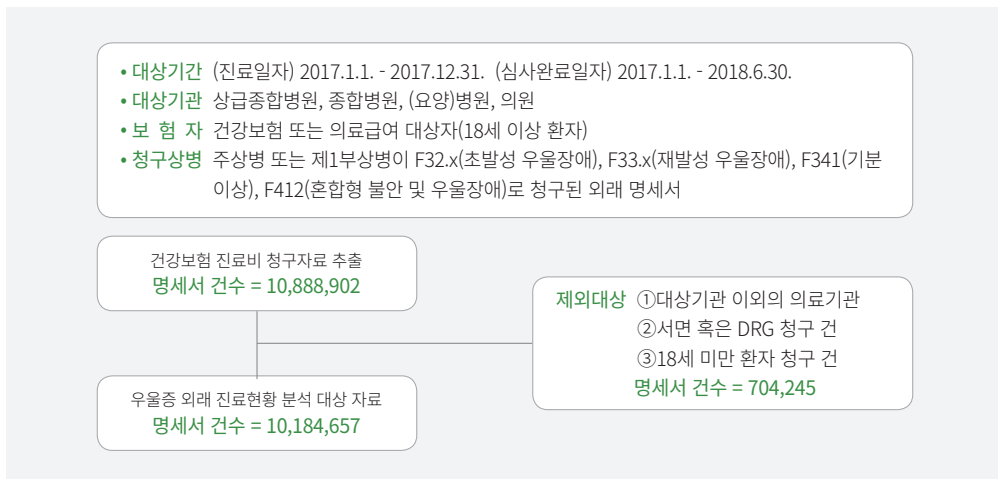 • 대상기간 (진료일자) 2017.1.1. - 2017.12.31. (심사완료일자) 2017.1.1. - 2018.6.30.
• 대상기관 상급종합병원, 종합병원, (요양)병원, 의원
• 보 험 자 건강보험 또는 의료급여 대상자(18세 이상 환자)
• 청구상병 주상병 또는 제1부상병이 F32.x(초발성 우울장애), F33.x(재발성 우울장애), F341(기분
이상), F412(혼합형 불안 및 우울장애)로 청구된 외래 명세서
건강보험 진료비 청구자료 추출
명세서 건수 = 10,888,902
제외대상 ①대상기관 이외의 의료기관
②서면 혹은 DRG 청구 건
③18세 미만 환자 청구 건
명세서 건수 = 704,245
우울증 외래 진료현황 분석 대상 자료
명세서 건수 = 10,184,657